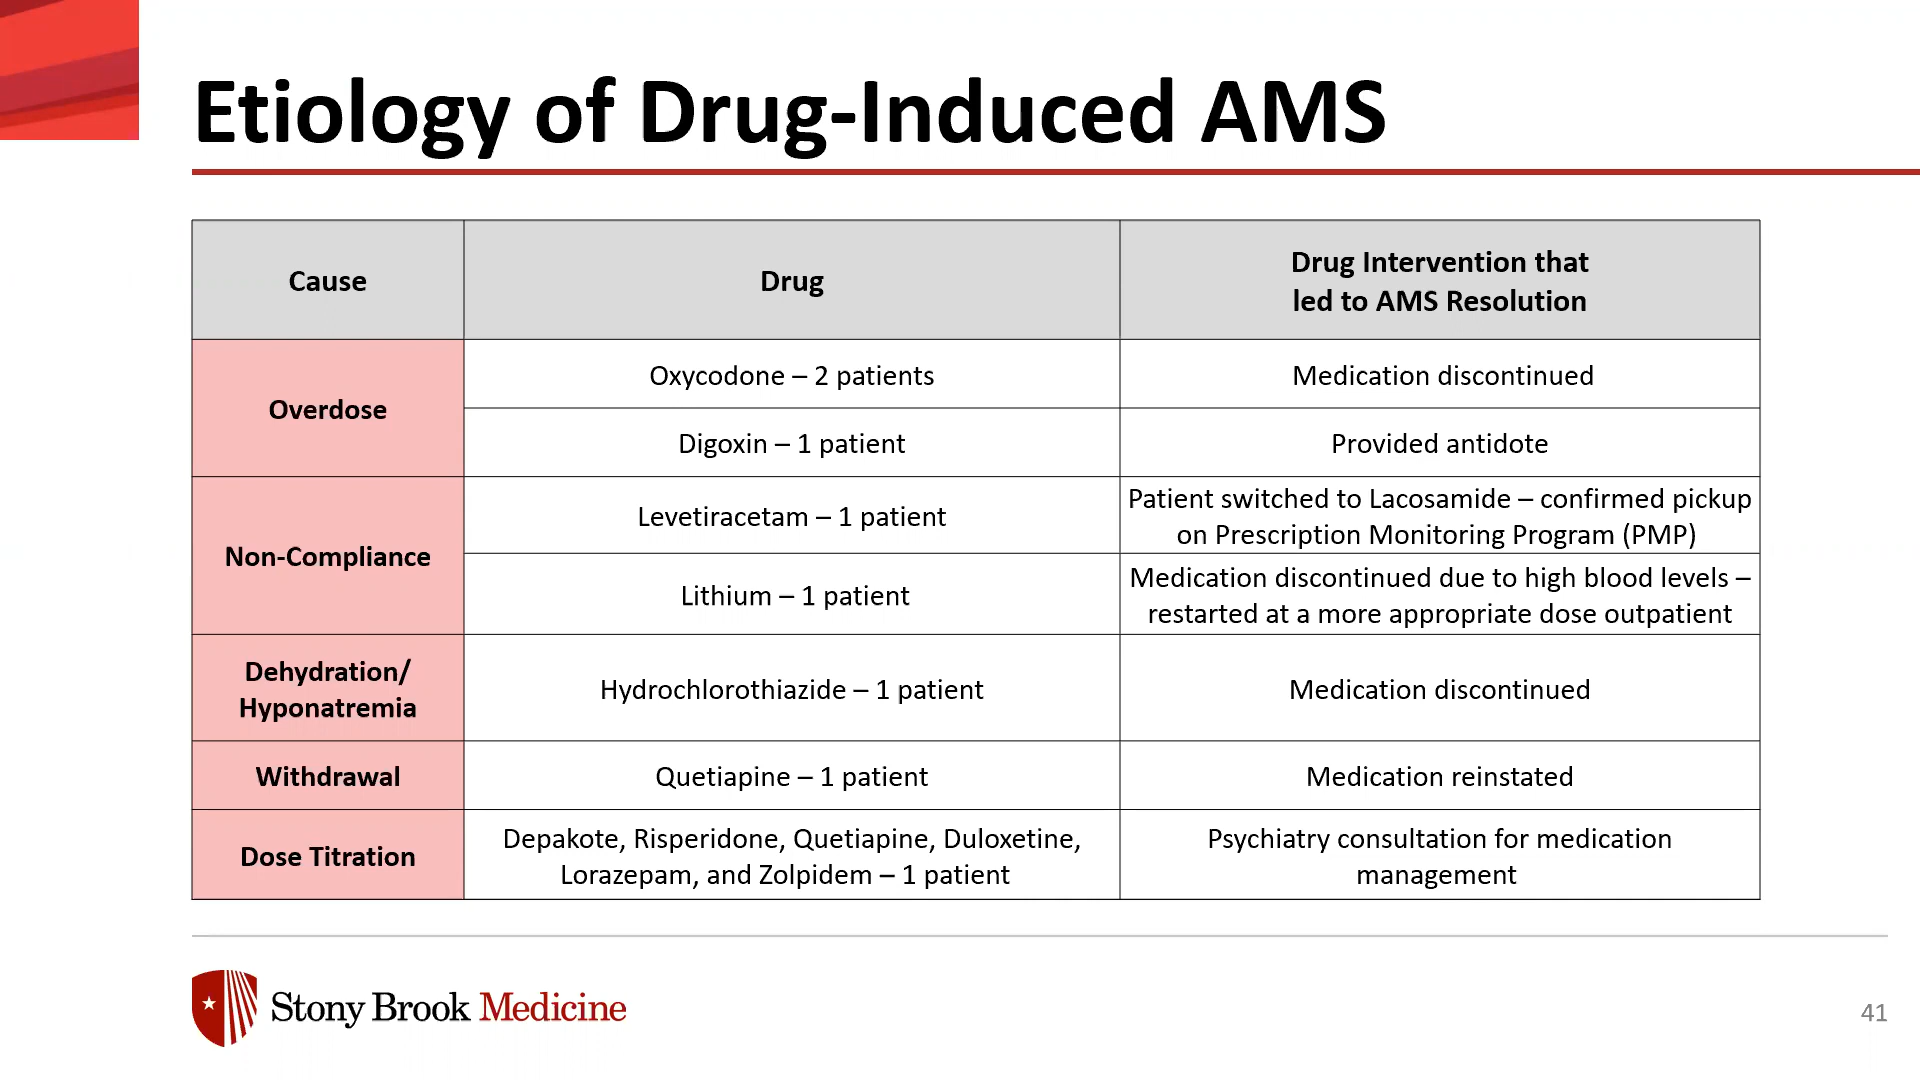 Etiology of Drug-Induced AMS
Cause
Drug
Drug Intervention that
led to AMS Resolution
Overdose
Oxycodone – 2 patients
Medication discontinued
Digoxin – 1 patient
Provided antidote
Non-Compliance
Levetiracetam – 1 patient
Patient switched to Lacosamide – confirmed pickup
on Prescription Monitoring Program (PMP)
Lithium – 1 patient
Medication discontinued due to high blood levels –
restarted at a more appropriate dose outpatient
Dehydration/
Hyponatremia
Hydrochlorothiazide – 1 patient
Medication discontinued
Withdrawal
Quetiapine – 1 patient
Medication reinstated
Dose Titration
Depakote, Risperidone, Quetiapine, Duloxetine,
Lorazepam, and Zolpidem – 1 patient
Psychiatry consultation for medication
management
Stony Brook Medicine
41